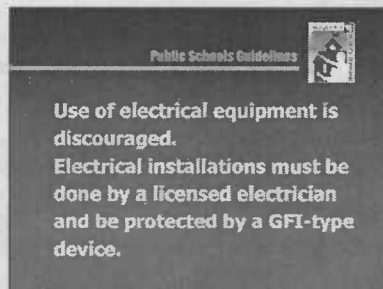 Public Schools Guidelines
Use of electrical equipment is
discouraged.
Electrical installations must be
done by a licensed electrician
and be protected by a GFI-type
device.